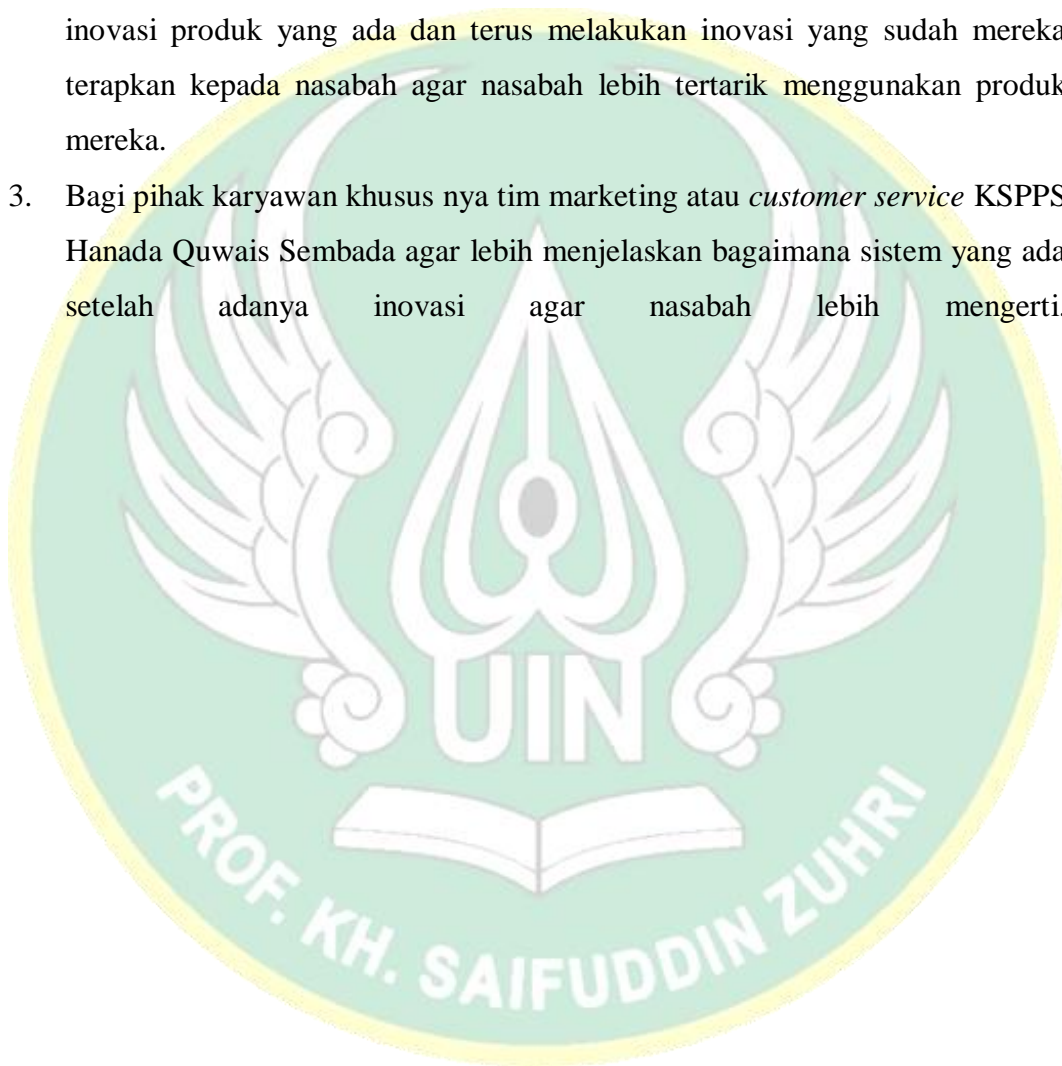 inovasi produk yang ada dan terus melakukan inovasi yang sudah mereka
terapkan kepada nasabah agar nasabah lebih tertarik menggunakan produk
mereka.
3. Bagi pihak karyawan khusus nya tim marketing atau customer service KSPPS
Hanada Quwais Sembada agar lebih menjelaskan bagaimana sistem yang ada
setelah adanya inovasi agar nasabah lebih mengerti.
UIN
PROF. KH. SAIFUDDIN ZUHRI